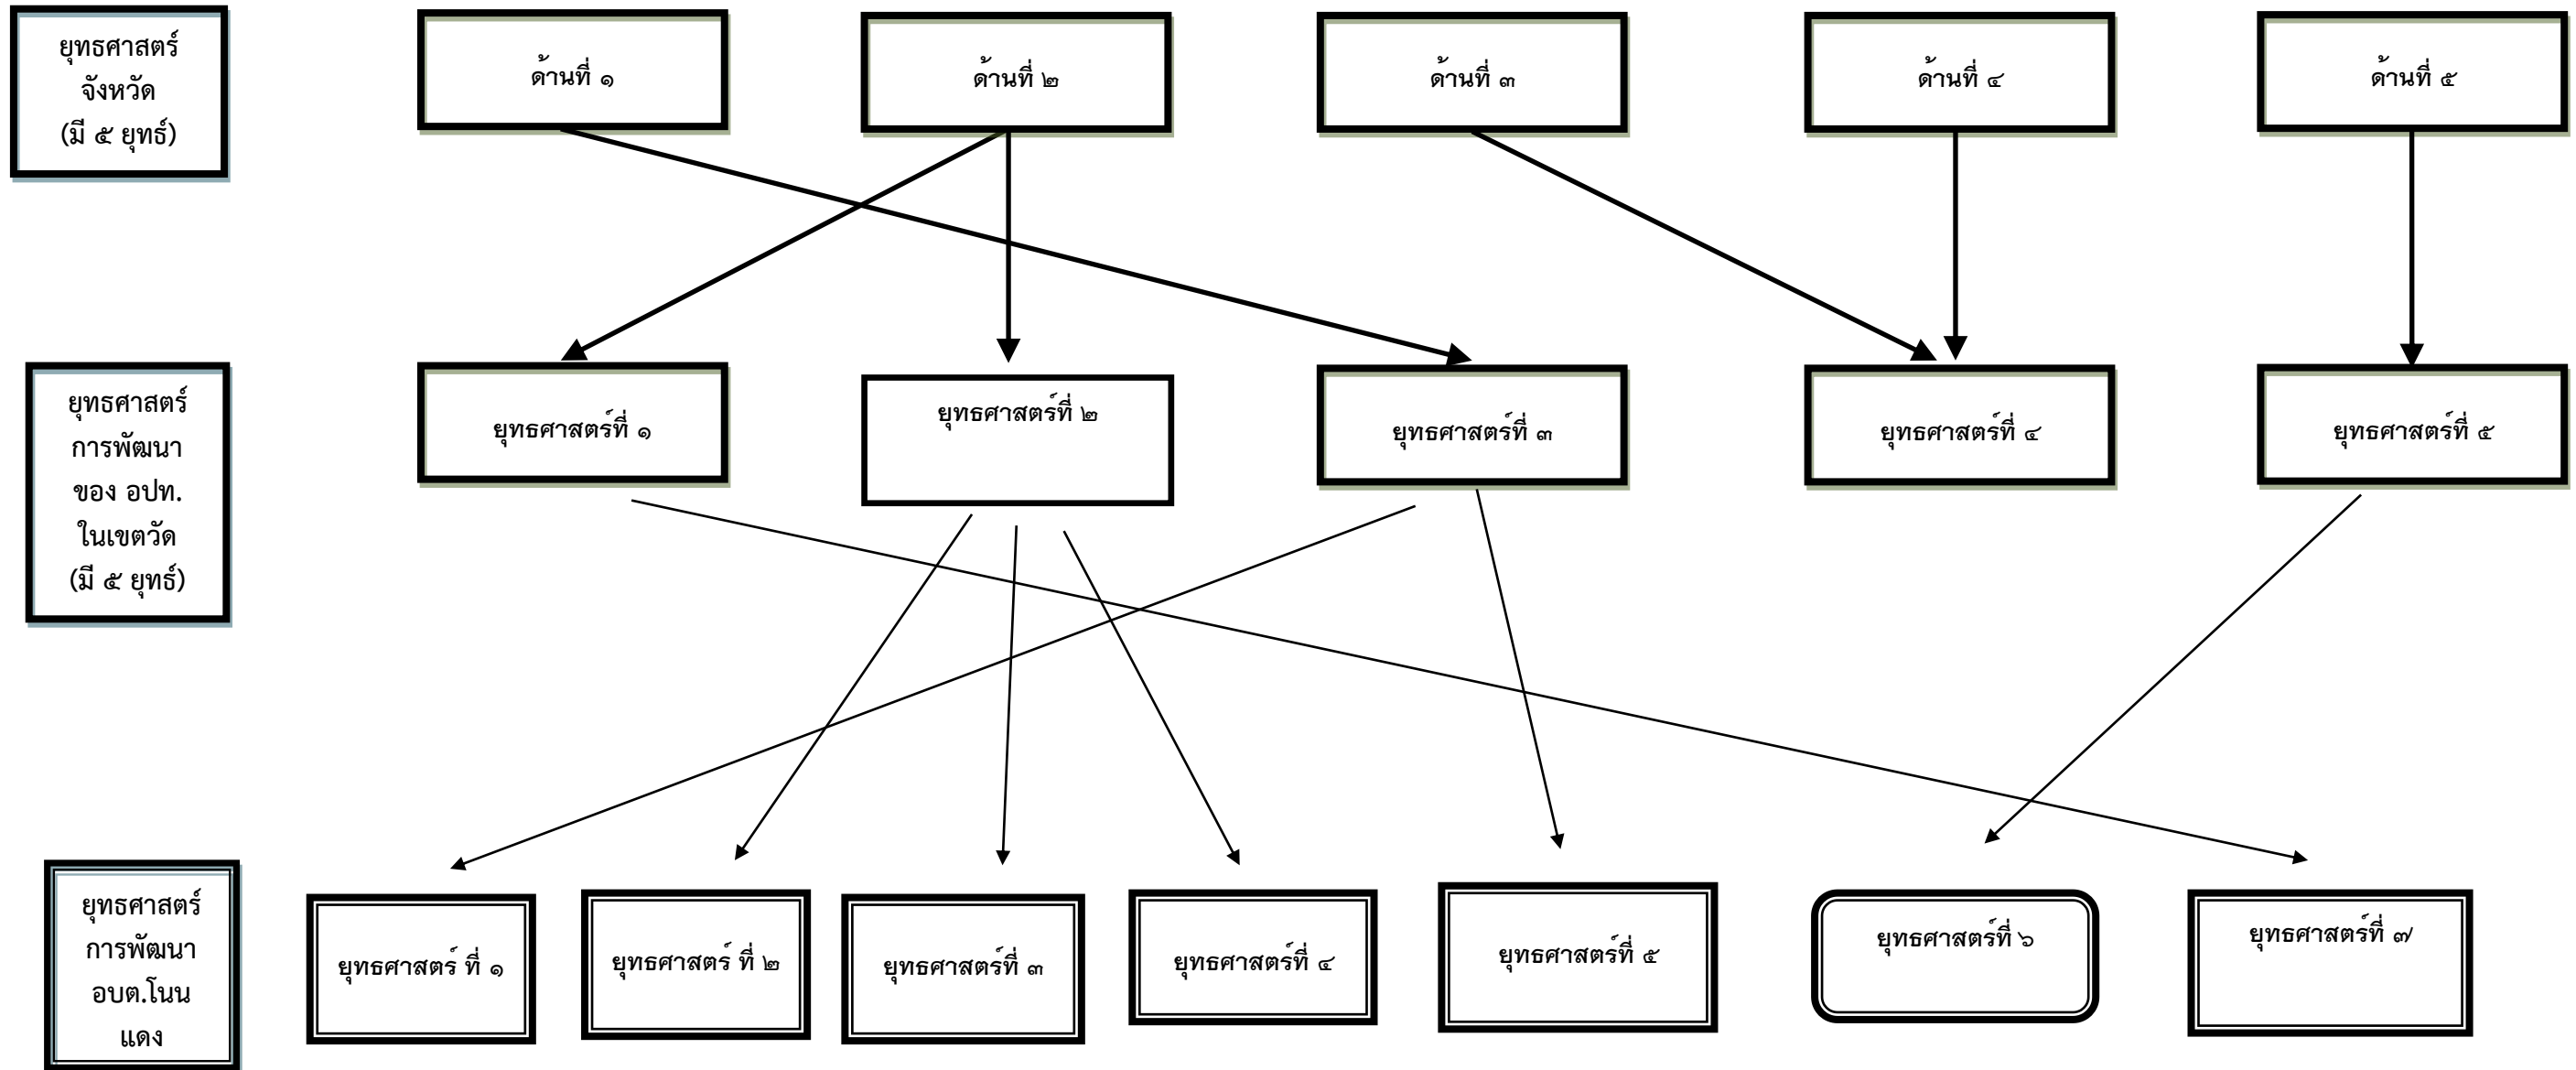 ยุทธศาสตร์
จังหวัด
(มี ๕ ยุทธ์)
ด้านที่ ๑
ด้านที่ ๒
ด้านที่ ๓
ด้านที่ ๔
ด้านที่ ๕
ยุทธศาสตร์
การพัฒนา
ของ อปท.
ในเขตวัด
(มี ๕ ยุทธ์)
ยุทธศาสตร์ที่ ๑
ยุทธศาสตร์ที่ ๒
ยุทธศาสตร์ที่ ๓
ยุทธศาสตร์ที่ ๔
ยุทธศาสตร์ที่ ๕
ยุทธศาสตร์
การพัฒนา
อบต.โนน
แดง
ยุทธศาสตร์ ที่ ๑
ยุทธศาสตร์ ที่ ๒
ยุทธศาสตร์ที่ ๓
ยุทธศาสตร์ที่ ๔
ยุทธศาสตร์ที่ ๕
ยุทธศาสตร์ที่ ๖
ยุทธศาสตร์ที่ ๗